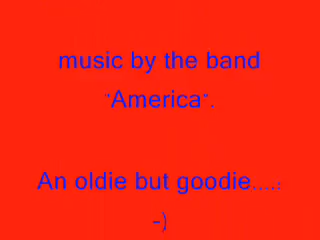 music by the band
"America".
An oldie but goodie....:
-)